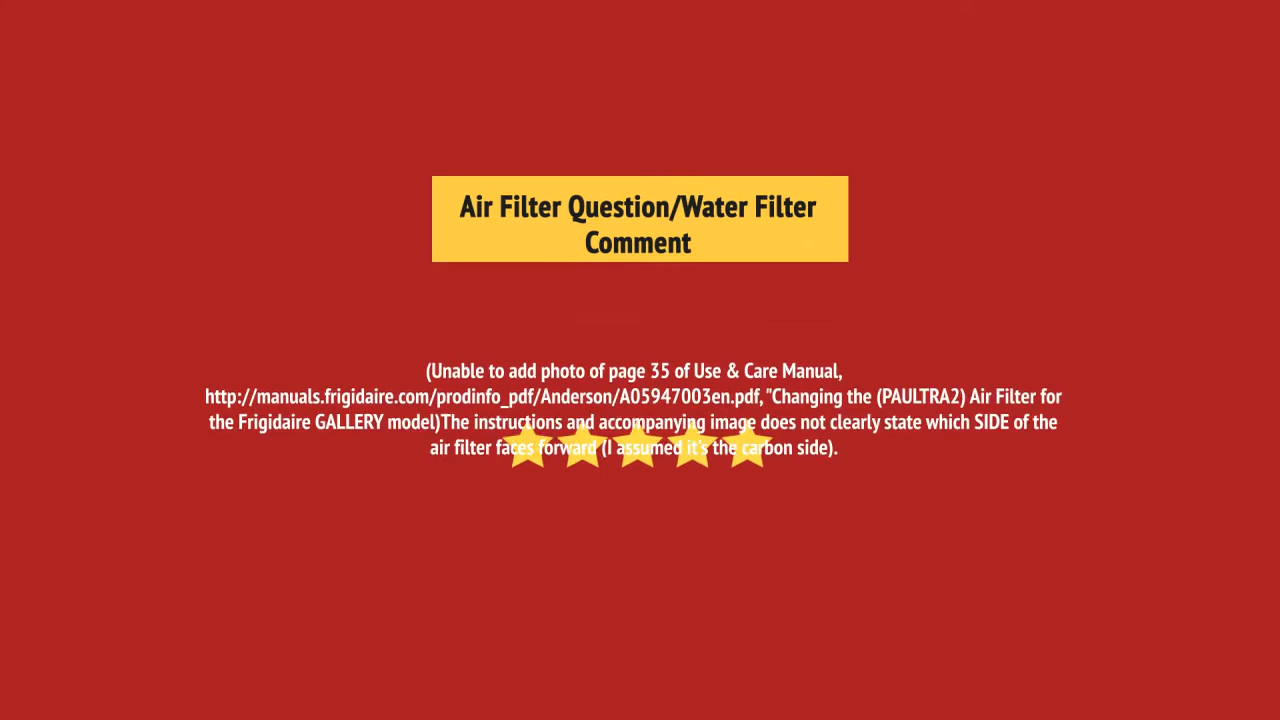 Air Filter Question/Water Filter
Comment
(Unable to add photo of page 35 of Use & Care Manual,
http://manuals.frigidaire.com/prodinfo_pdf/Anderson/A05947003en.pdf, "Changing the (PAULTRA2) Air Filter for
the Frigidaire GALLERY model)The instructions and accompanying image does not clearly state which SIDE of the
air filter faces forward (I assumed it's the carbon side).